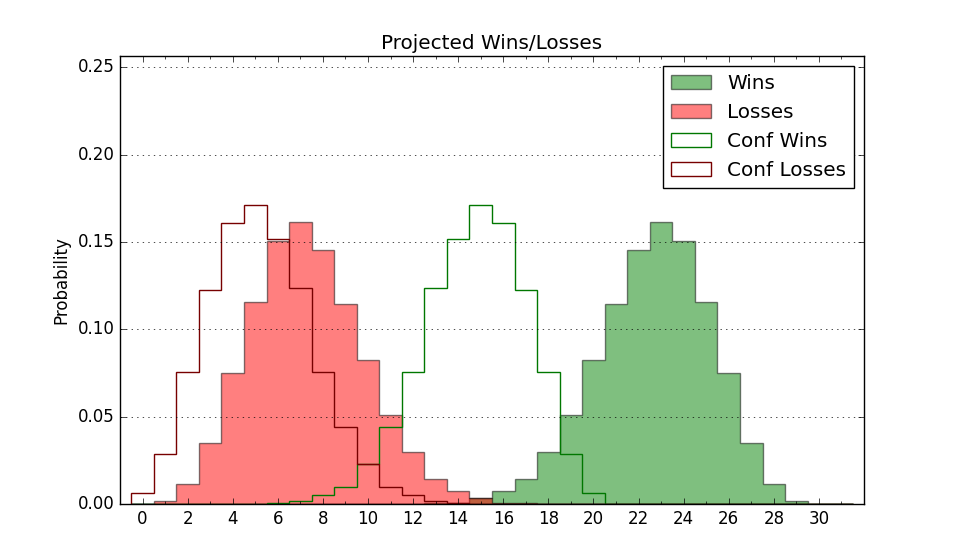 Projected Wins/Losses
0.25
0.20
0.15
0.10
0.05
0.00
Probability
Wins
Losses
Conf Wins
Conf Losses
0 2 4 6 8 10 12 14 16 18 20 22 24 26 28 30